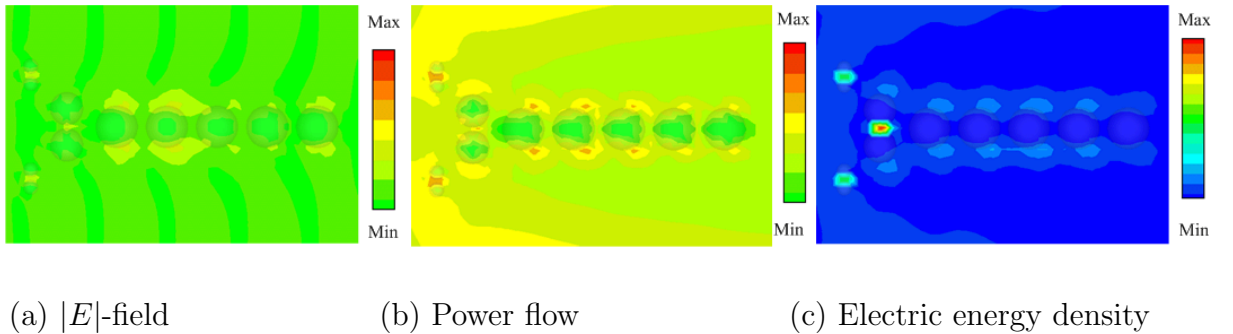 Max
Min
Max
Min
Max
Min
(a) |E|-field
(b) Power flow
(c) Electric energy density